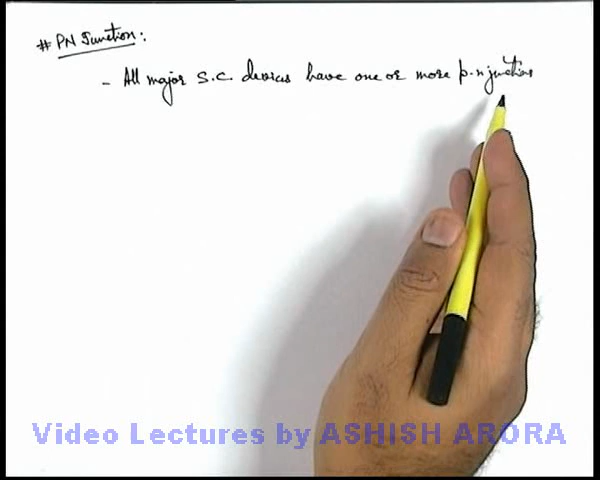 # PN Junction:
- All major S.C. devices have one or more p-n junctions
Video Lectures by ASHISH ARORA